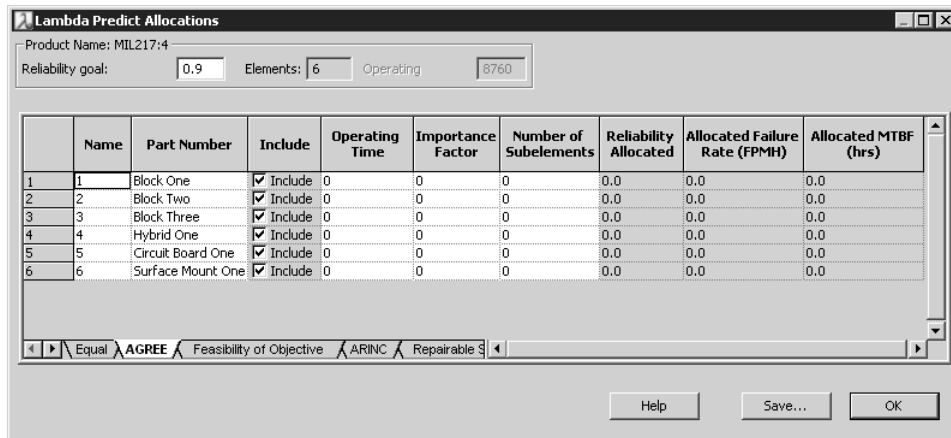 Lambda Predict Allocations
Product Name: MIL217:4
Reliability goal: 0.9 Elements: 6 Operating 8760
Name Part Number Include Operating Time Importance Factor Number of Subelements Reliability Allocated Allocated Failure Rate (FPMH) Allocated MTBF (hrs)
1 1 Block One Include 0 0 0 0.0 0.0 0.0
2 2 Block Two Include 0 0 0 0.0 0.0 0.0
3 3 Block Three Include 0 0 0 0.0 0.0 0.0
4 4 Hybrid One Include 0 0 0 0.0 0.0 0.0
5 5 Circuit Board One Include 0 0 0 0.0 0.0 0.0
6 6 Surface Mount One Include 0 0 0 0.0 0.0 0.0
Equal AGREE Feasibility of Objective ARINC Repairable S
Help Save... OK